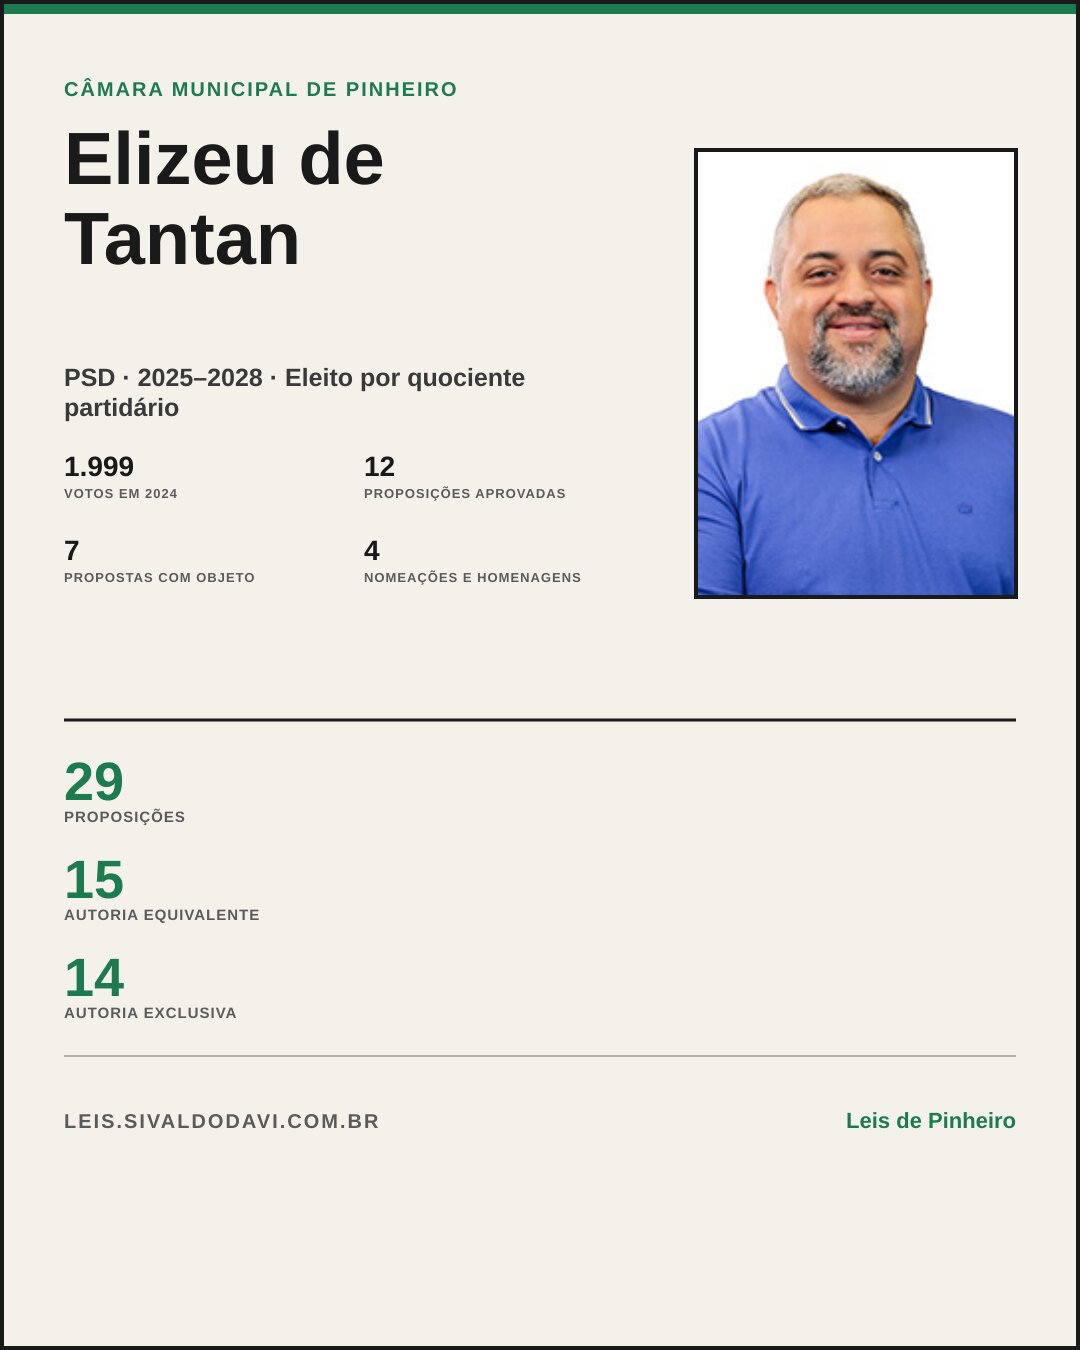 CÂMARA MUNICIPAL DE PINHEIRO
Elizeu de
Tantan
PSD · 2025–2028 · Eleito por quociente
partidário
1.999
VOTOS EM 2024
12
PROPOSIÇÕES APROVADAS
7
PROPOSTAS COM OBJETO
4
NOMEAÇÕES E HOMENAGENS
29
PROPOSIÇÕES
15
AUTORIA EQUIVALENTE
14
AUTORIA EXCLUSIVA
LEIS.SIVALDODAVI.COM.BR
Leis de Pinheiro